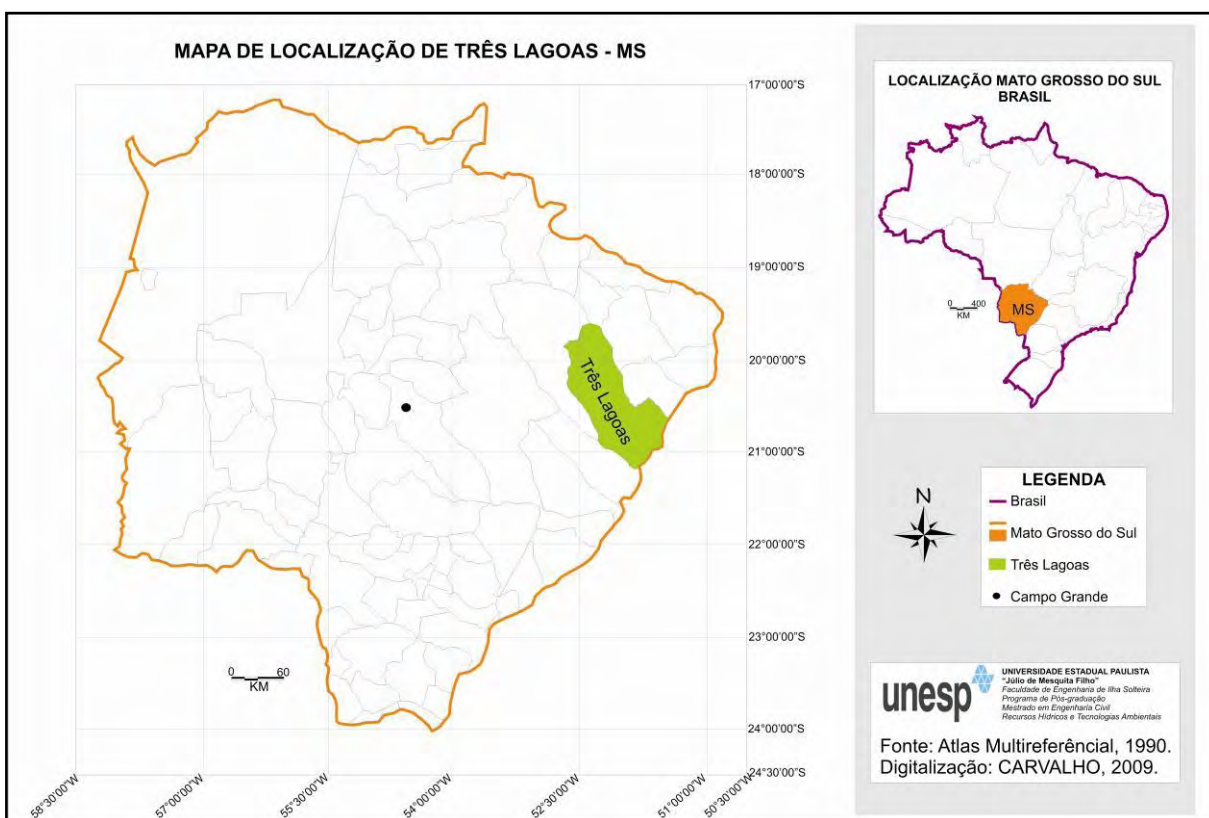 MAPA DE LOCALIZAÇÃO DE TRÊS LAGOAS - MS
17°00'00"S
18°00'00"S
19°00'00"S
20°00'00"S
21°00'00"S
22°00'00"S
23°00'00"S
24°00'00"S
24°30'00"S
58°30'00"W
57°00'00"W
55°30'00"W
54°00'00"W
52°30'00"W
51°00'00"W
50°30'00"W
Três Lagoas
0 60
KM
LOCALIZAÇÃO MATO GROSSO DO SUL
BRASIL
0 400
KM
MS
N
LEGENDA
Brasil
Mato Grosso do Sul
Três Lagoas
Campo Grande
unesp
UNIVERSIDADE ESTADUAL PAULISTA
"Júlio de Mesquita Filho"
Faculdade de Engenharia de Ilha Solteira
Programa de Pós-graduação
Mestrado em Engenharia Civil
Recursos Hídricos e Tecnologias Ambientais
Fonte: Atlas Multireferêncial, 1990.
Digitalização: CARVALHO, 2009.